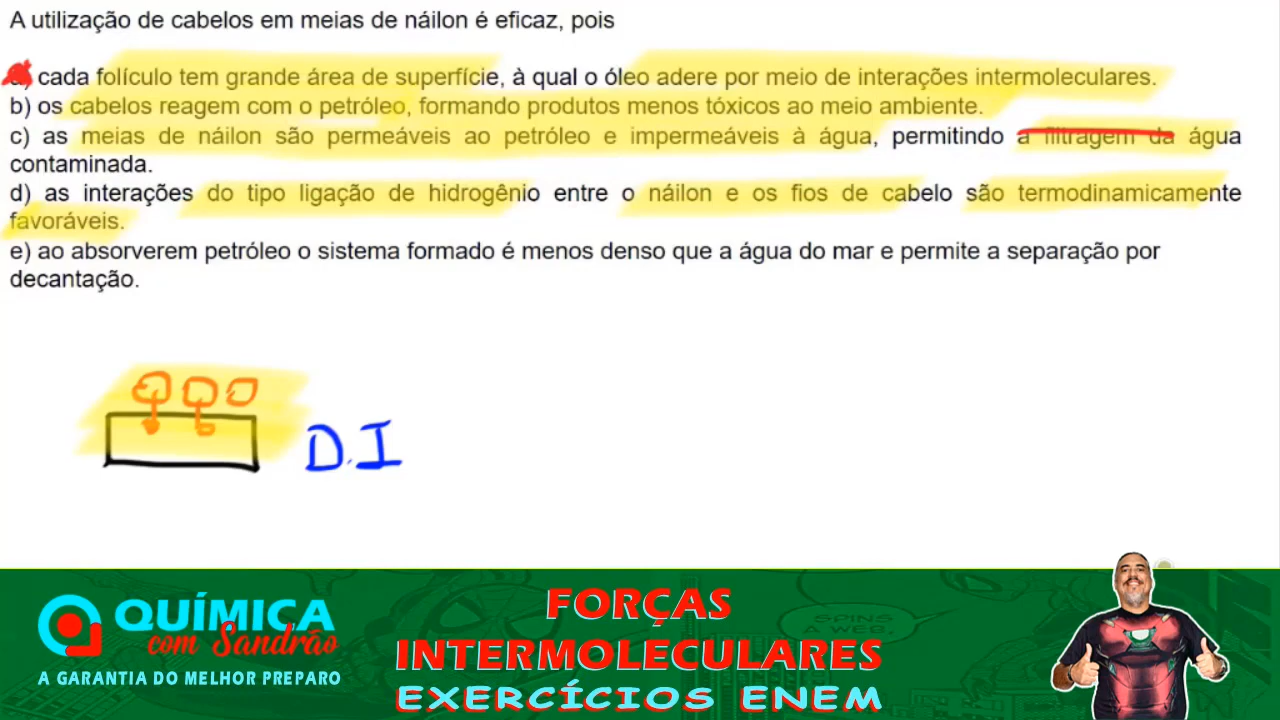 A utilização de cabelos em meias de náilon é eficaz, pois
a) cada folículo tem grande área de superfície, à qual o óleo adere por meio de interações intermoleculares.
b) os cabelos reagem com o petróleo, formando produtos menos tóxicos ao meio ambiente.
c) as meias de náilon são permeáveis ao petróleo e impermeáveis à água, permitindo a filtragem da água
contaminada.
d) as interações do tipo ligação de hidrogênio entre o náilon e os fios de cabelo são termodinamicamente
favoráveis.
e) ao absorverem petróleo o sistema formado é menos denso que a água do mar e permite a separação por
decantação.
D.I
QUÍMICA
com Sandrão
A GARANTIA DO MELHOR PREPARO
FORÇAS
INTERMOLECULARES
EXERCÍCIOS ENEM
SPINS
A WEB,